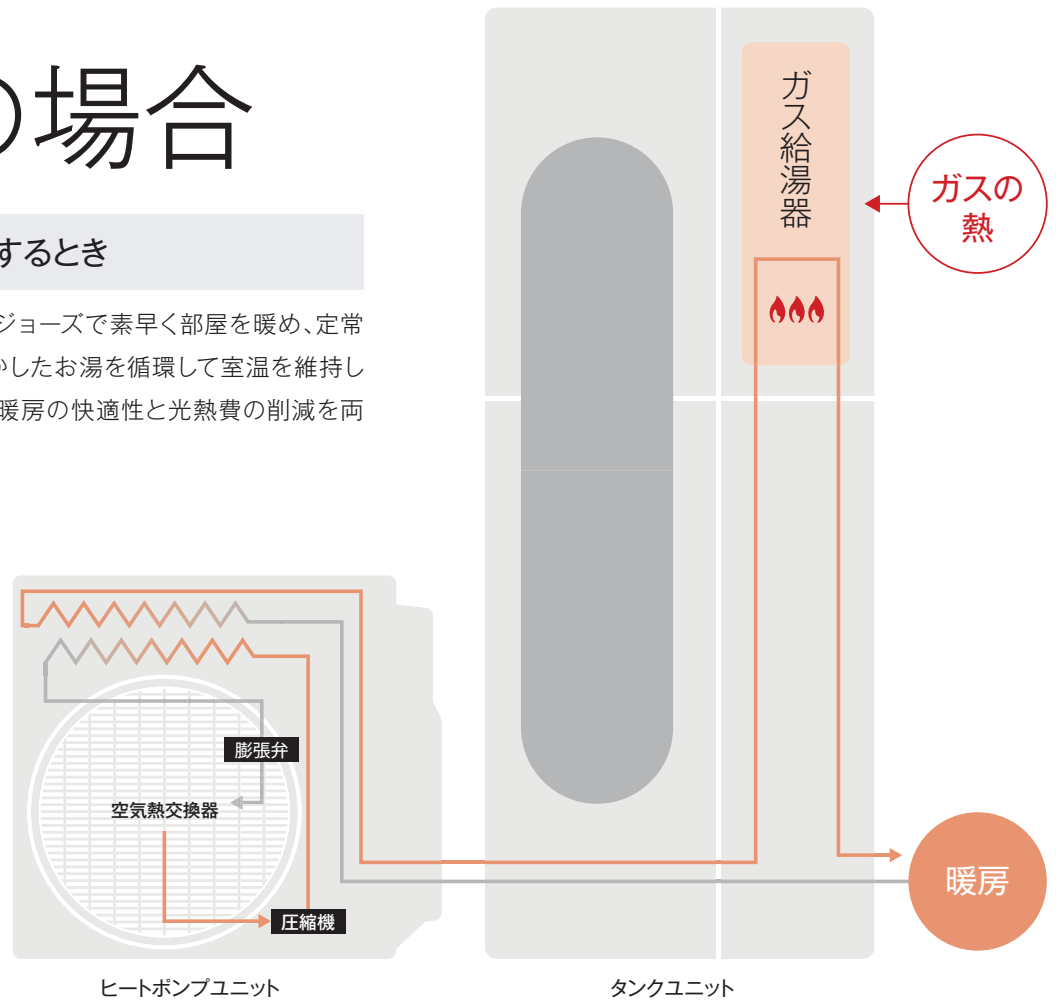 の場合
するとき
ジョーズで素早く部屋を暖め、定常
かしたお湯を循環して室温を維持し
暖房の快適性と光熱費の削減を両
ガス給湯器
ガスの
熱
膨張弁
空気熱交換器
圧縮機
暖房
ヒートポンプユニット
タンクユニット